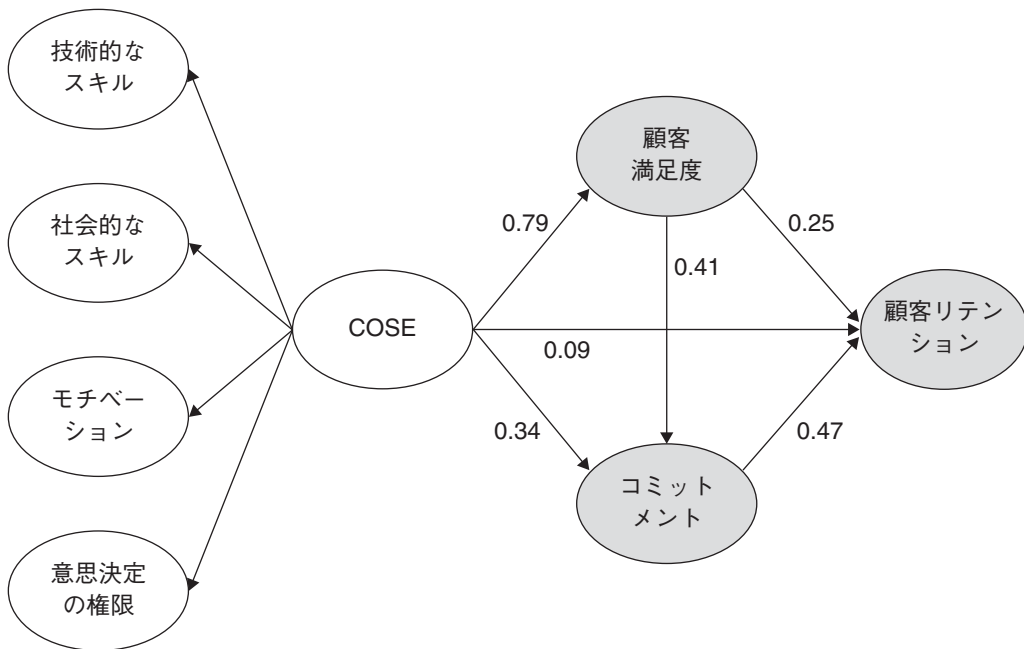 技術的な
スキル
社会的な
スキル
モチベー
ション
意思決定
の権限
COSE
0.79
0.09
0.34
顧客
満足度
0.41
0.25
コミット
メント
0.47
顧客リテン
ション